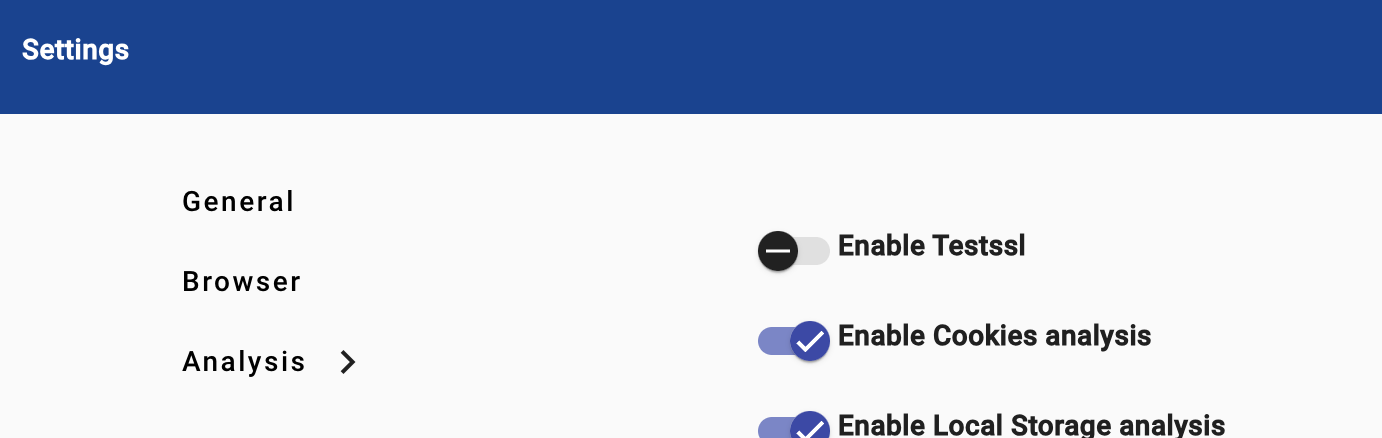 Settings
General
Browser
Analysis
Enable Testssl
Enable Cookies analysis
Enable Local Storage analysis